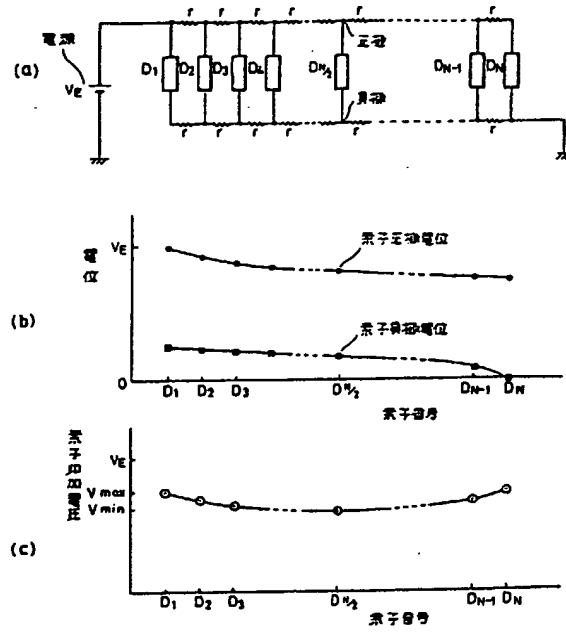 電源
(a)
VE
r r r r r r
正極
D1 D2 D3 D4 DN/2 DN-1 DN
負極
r r r r r r
(b)
電位
VE
0
素子正極電位
素子負極電位
D1 D2 D3 DN/2 DN-1 DN
素子番号
(c)
素子印加電圧
VE
Vmax
Vmin
D1 D2 D3 DN/2 DN-1 DN
素子番号